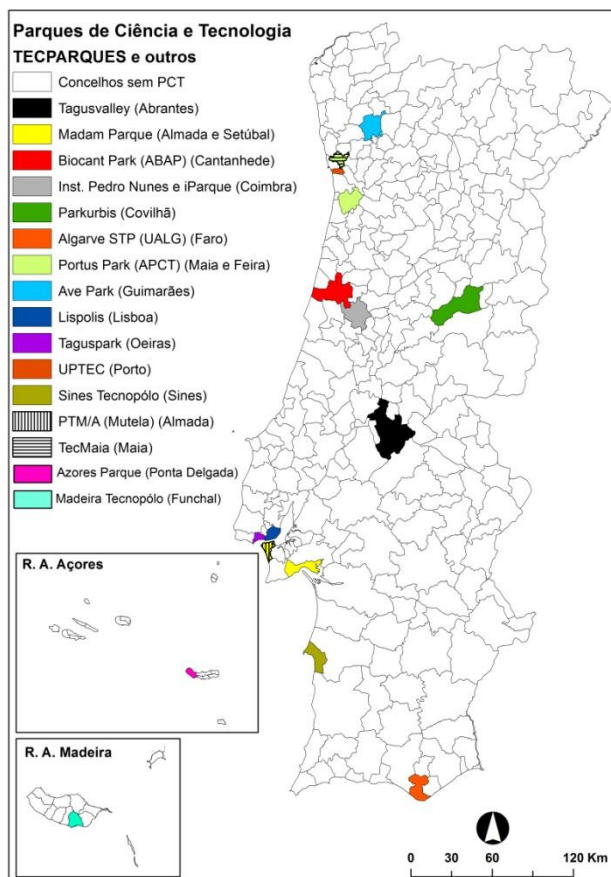 Parques de Ciência e Tecnologia
TECPARQUES e outros
Concelhos sem PCT
Tagusvalley (Abrantes)
Madam Parque (Almada e Setúbal)
Biocant Park (ABAP) (Cantanhede)
Inst. Pedro Nunes e iParque (Coimbra)
Parkurbis (Covilhã)
Algarve STP (UALG) (Faro)
Portus Park (APCT) (Maia e Feira)
Ave Park (Guimarães)
Lispolis (Lisboa)
Taguspark (Oeiras)
UPTEC (Porto)
Sines Tecnopólo (Sines)
PTM/A (Mutela) (Almada)
TecMaia (Maia)
Azores Parque (Ponta Delgada)
Madeira Tecnopólo (Funchal)
R. A. Açores
R. A. Madeira
0 30 60 120 Km